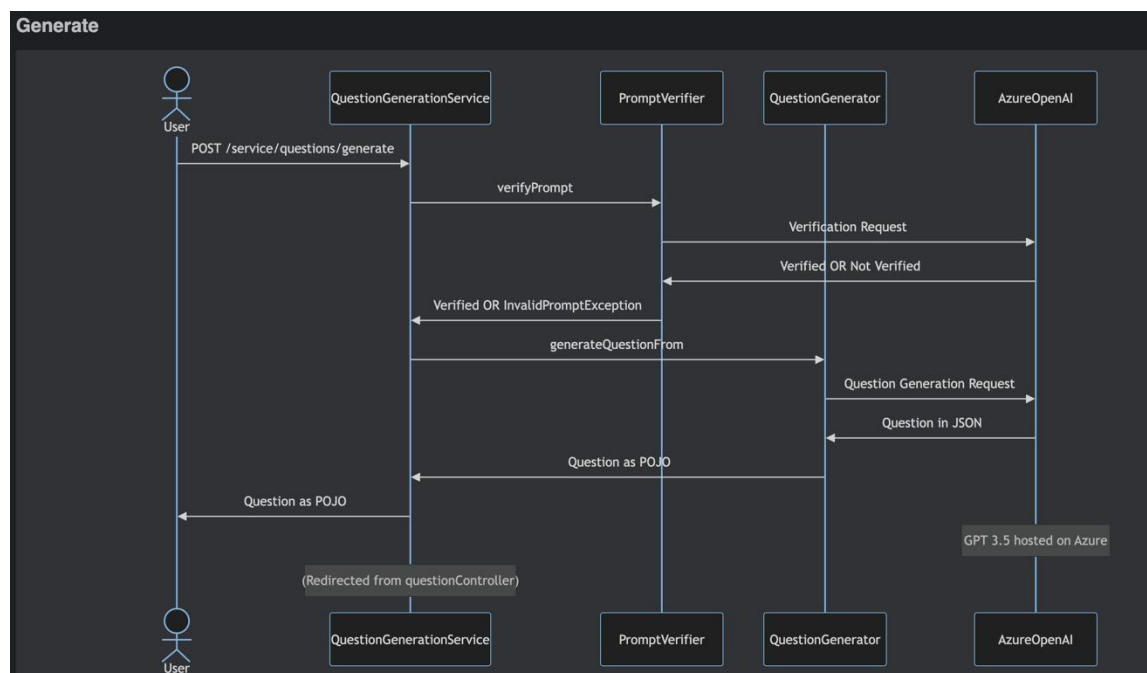 Generate
QuestionGenerationService
PromptVerifier
QuestionGenerator
AzureOpenAI
User
POST /service/questions/generate
verifyPrompt
Verification Request
Verified OR Not Verified
Verified OR InvalidPromptException
generateQuestionFrom
Question Generation Request
Question in JSON
Question as POJO
Question as POJO
GPT 3.5 hosted on Azure
(Redirected from questionController)
QuestionGenerationService
PromptVerifier
QuestionGenerator
AzureOpenAI
User